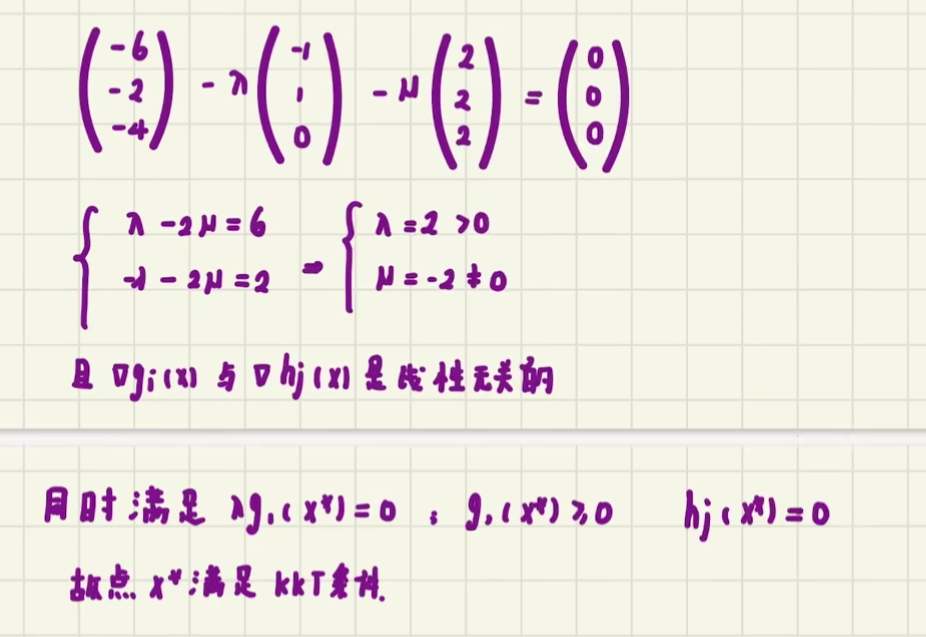 $\begin{pmatrix} -6 \\ -2 \\ -4 \end{pmatrix} - \lambda \begin{pmatrix} -1 \\ 1 \\ 0 \end{pmatrix} - \mu \begin{pmatrix} 2 \\ 2 \\ 2 \end{pmatrix} = \begin{pmatrix} 0 \\ 0 \\ 0 \end{pmatrix}$
$\begin{cases} \lambda - 2\mu = 6 \\ -\lambda - 2\mu = 2 \end{cases} \Rightarrow \begin{cases} \lambda = 2 > 0 \\ \mu = -2 \neq 0 \end{cases}$
且 $\nabla g_i(x)$ 与 $\nabla h_j(x)$ 是线性无关的
同时满足 $\lambda g_1(x^*) = 0$ ; $g_1(x^*) \geqslant 0$ $h_j(x^*) = 0$
故点 $x^*$ 满足 KKT条件.